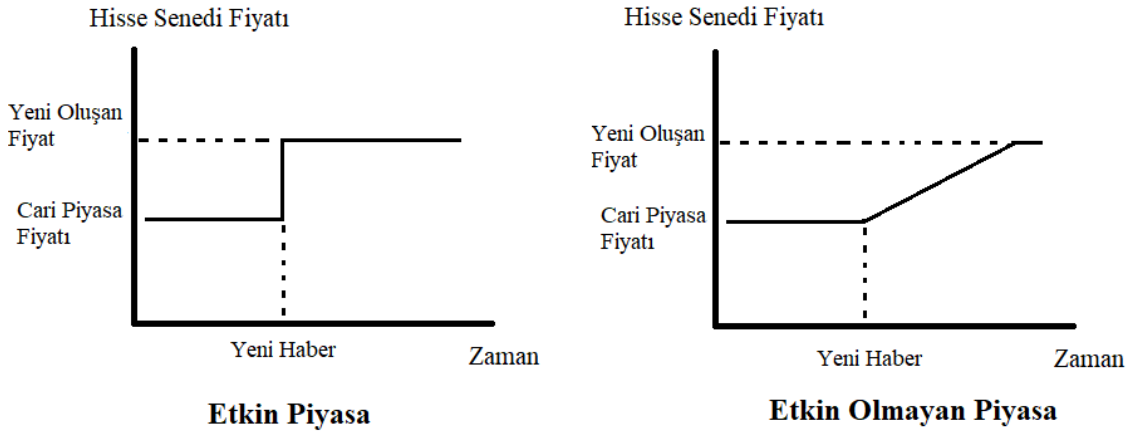 Hisse Senedi Fiyatı
Yeni Oluşan
Fiyat
Cari Piyasa
Fiyatı
Yeni Haber
Zaman
Etkin Piyasa
Hisse Senedi Fiyatı
Yeni Oluşan
Fiyat
Cari Piyasa
Fiyatı
Yeni Haber
Zaman
Etkin Olmayan Piyasa